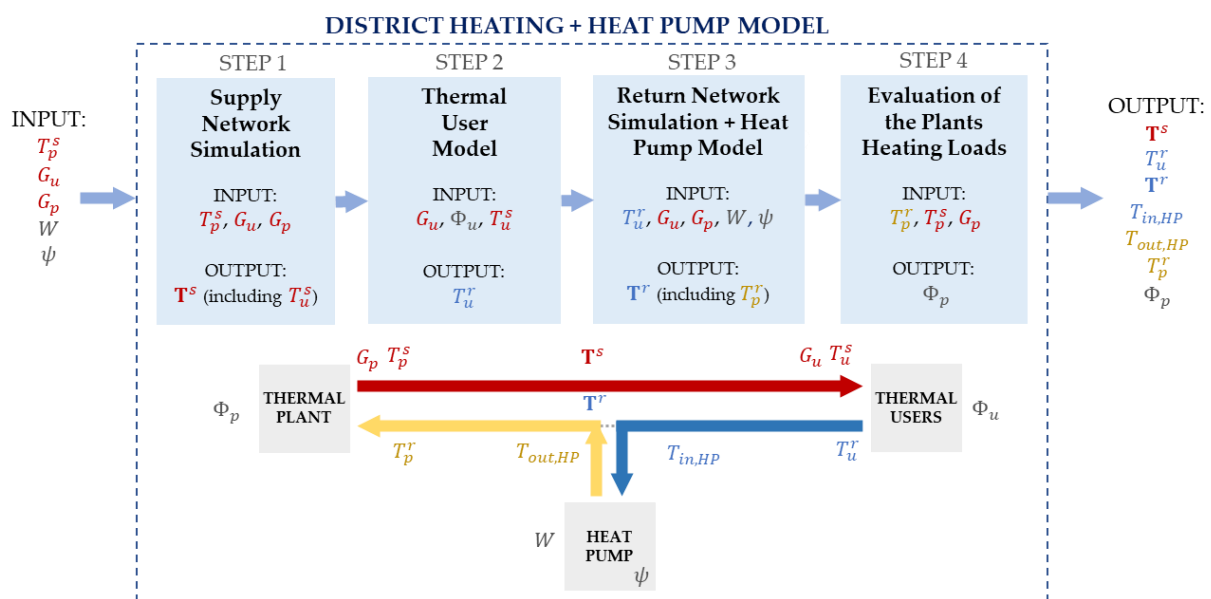 DISTRICT HEATING + HEAT PUMP MODEL
INPUT:
T_p^s
G_u
G_p
W
ψ
STEP 1
Supply
Network
Simulation
INPUT:
T_p^s, G_u, G_p
OUTPUT:
T^s (including T_u^s)
STEP 2
Thermal
User
Model
INPUT:
G_u, Φ_u, T_u^s
OUTPUT:
T_u^r
STEP 3
Return Network
Simulation + Heat
Pump Model
INPUT:
T_u^r, G_u, G_p, W, ψ
OUTPUT:
T^r (including T_p^r)
STEP 4
Evaluation of
the Plants
Heating Loads
INPUT:
T_p^r, T_p^s, G_p
OUTPUT:
Φ_p
OUTPUT:
T^s
T_u^r
T^r
T_in,HP
T_out,HP
T_p^r
Φ_p
G_p T_p^s
T^s
G_u T_u^s
Φ_p
THERMAL
PLANT
T^r
THERMAL
USERS
Φ_u
T_p^r
T_out,HP
T_in,HP
T_u^r
W
HEAT
PUMP
ψ